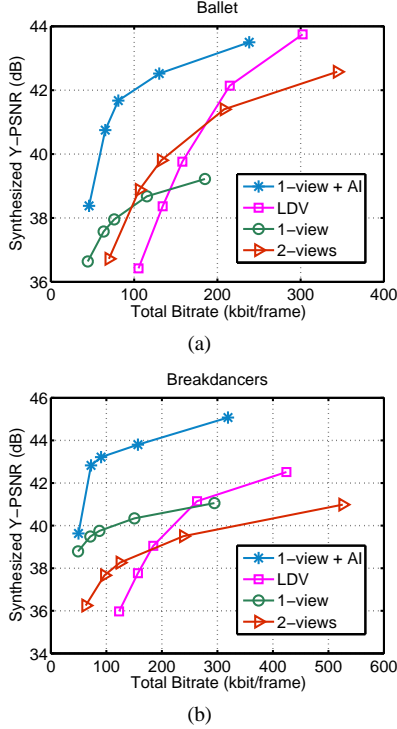 Ballet
Synthesized Y−PSNR (dB)
44
42
40
38
36
0 100 200 300 400
Total Bitrate (kbit/frame)
1−view + AI
LDV
1−view
2−views
(a)
Breakdancers
Synthesized Y−PSNR (dB)
46
44
42
40
38
36
34
0 100 200 300 400 500 600
Total Bitrate (kbit/frame)
1−view + AI
LDV
1−view
2−views
(b)